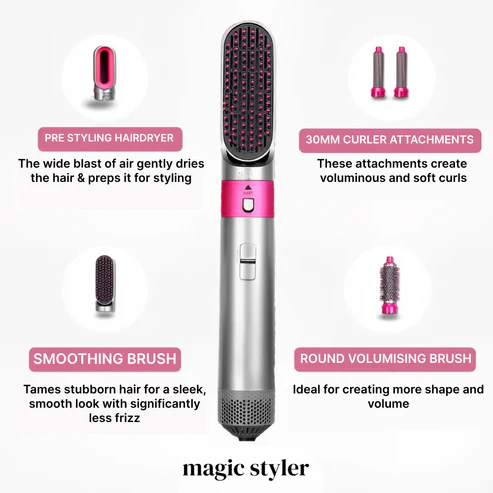 PRE STYLING HAIRDRYER
The wide blast of air gently dries
the hair & preps it for styling
30MM CURLER ATTACHMENTS
These attachments create
voluminous and soft curls
SMOOTHING BRUSH
Tames stubborn hair for a sleek,
smooth look with significantly
less frizz
ROUND VOLUMISING BRUSH
Ideal for creating more shape and
volume
magic styler